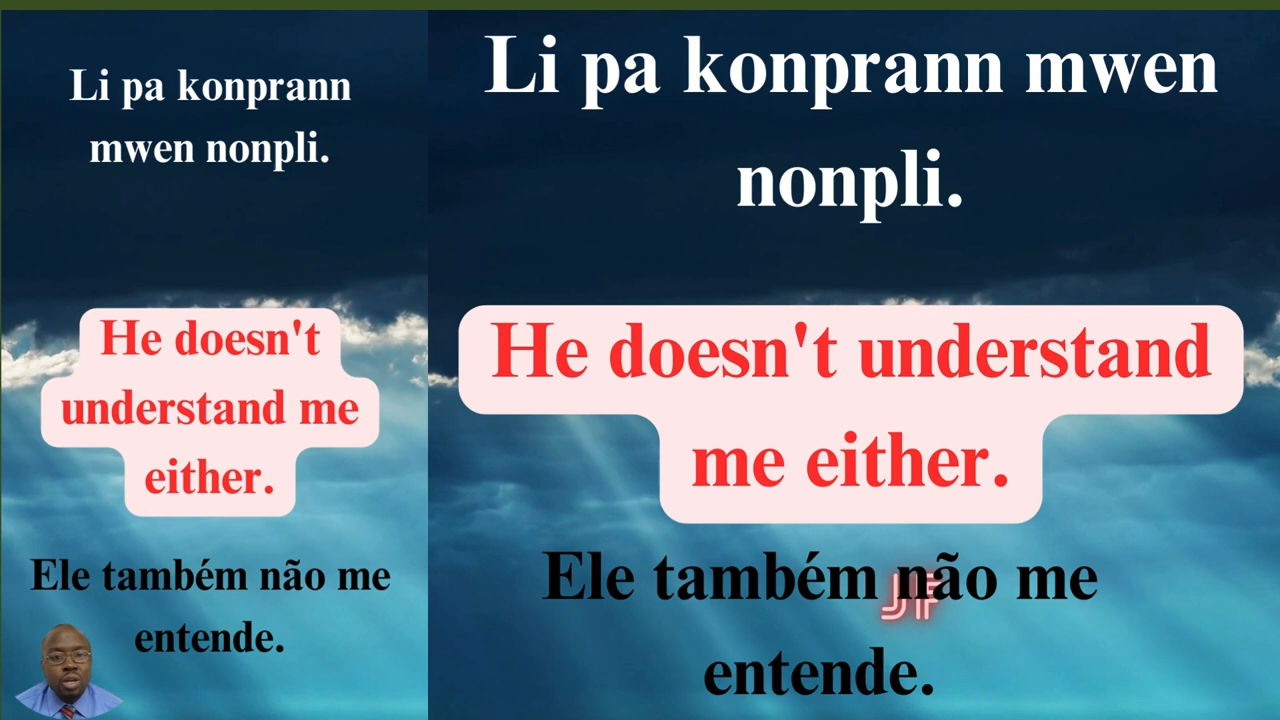 Li pa konprann
mwen nonpli.
He doesn't
understand me
either.
Ele também não me
entende.
Li pa konprann mwen
nonpli.
He doesn't understand
me either.
Ele também não me
entende.
JF